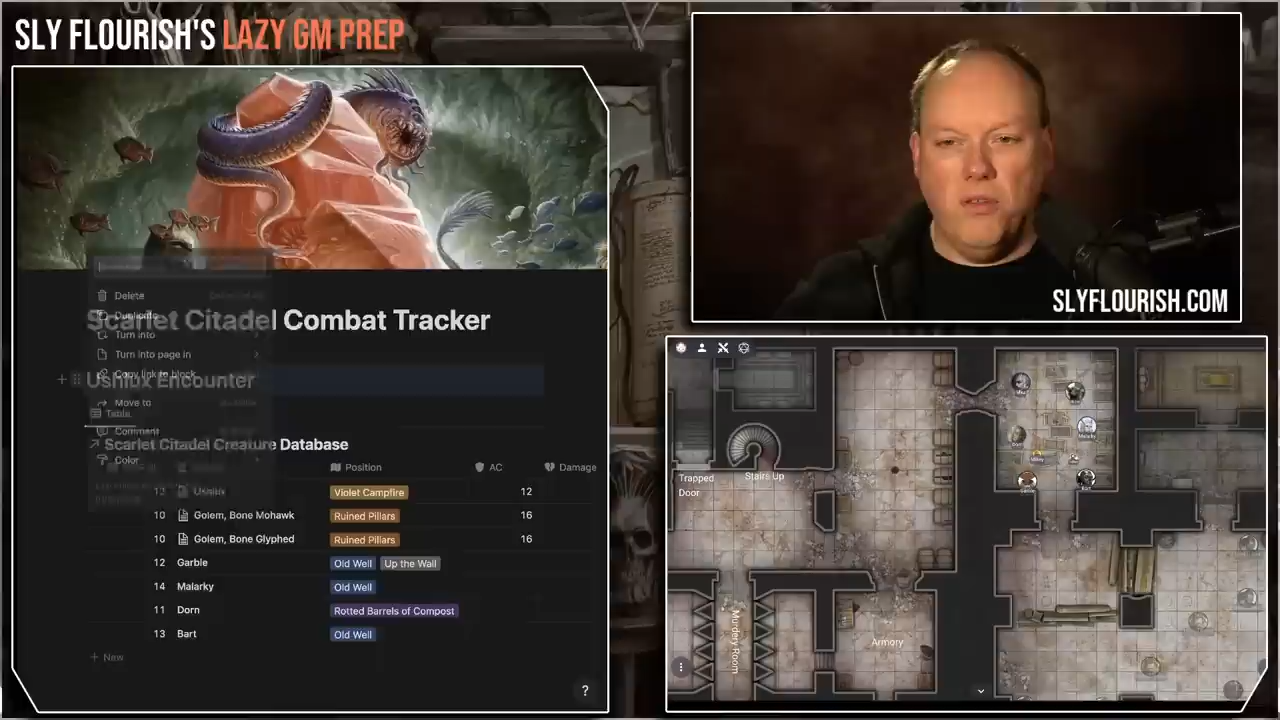 SLY FLOURISH'S LAZY GM PREP
SLYFLOURISH.COM
Delete
Duplicate
Scarlet Citadel Combat Tracker
Turn into
Turn into page in
Copy link to block
Ushlux Encounter
Move to
Table
Comment
Scarlet Citadel Creature Database
Color
Position AC Damage
12 Ushlux Violet Campfire 12
10 Golem, Bone Mohawk Ruined Pillars 16
10 Golem, Bone Glyphed Ruined Pillars 16
12 Garble Old Well Up the Wall
14 Malarky Old Well
11 Dorn Rotted Barrels of Compost
13 Bart Old Well
+ New
?
Trapped
Door
Stairs Up
Malarky
Bart
Murdery Room
Armory